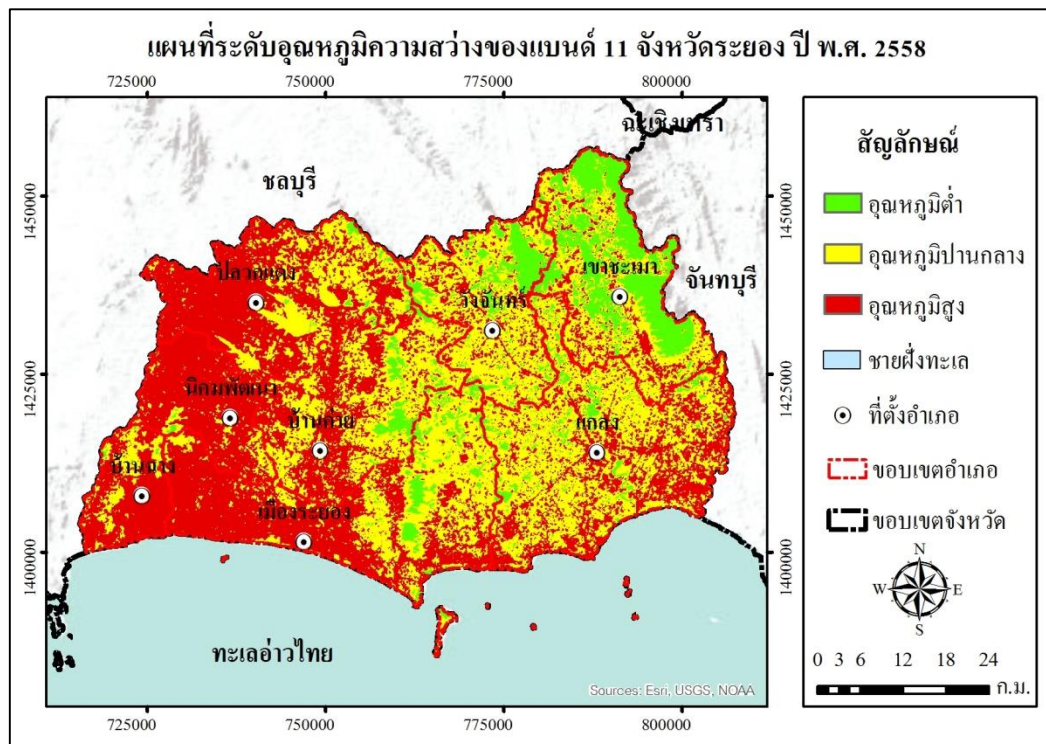 แผนที่ระดับอุณหภูมิความสว่างของแบนด์ 11 จังหวัดระยอง ปี พ.ศ. 2558
725000 750000 775000 800000
ฉะเชิงเทรา
ชลบุรี
1450000 1450000
เขาชะเมา
ปลวกแดง
จันทบุรี
วังจันทร์
1425000 1425000
นิคมพัฒนา
บ้านค่าย
แกลง
บ้านฉาง
เมืองระยอง
1400000 1400000
ทะเลอ่าวไทย
Sources: Esri, USGS, NOAA
725000 750000 775000 800000
สัญลักษณ์
อุณหภูมิต่ำ
อุณหภูมิปานกลาง
อุณหภูมิสูง
ชายฝั่งทะเล
ที่ตั้งอำเภอ
ขอบเขตอำเภอ
ขอบเขตจังหวัด
N
W E
S
0 3 6 12 18 24
ก.ม.